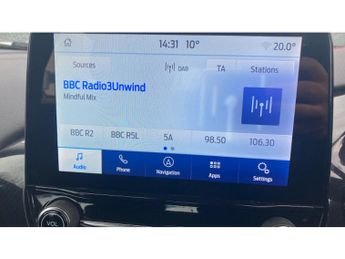 14:31 10° 20.0°
Sources DAB TA Stations
BBC Radio3Unwind
Mindful Mix
BBC R2 BBC R5L 5A 98.50 106.30
Audio Phone Navigation Apps Settings